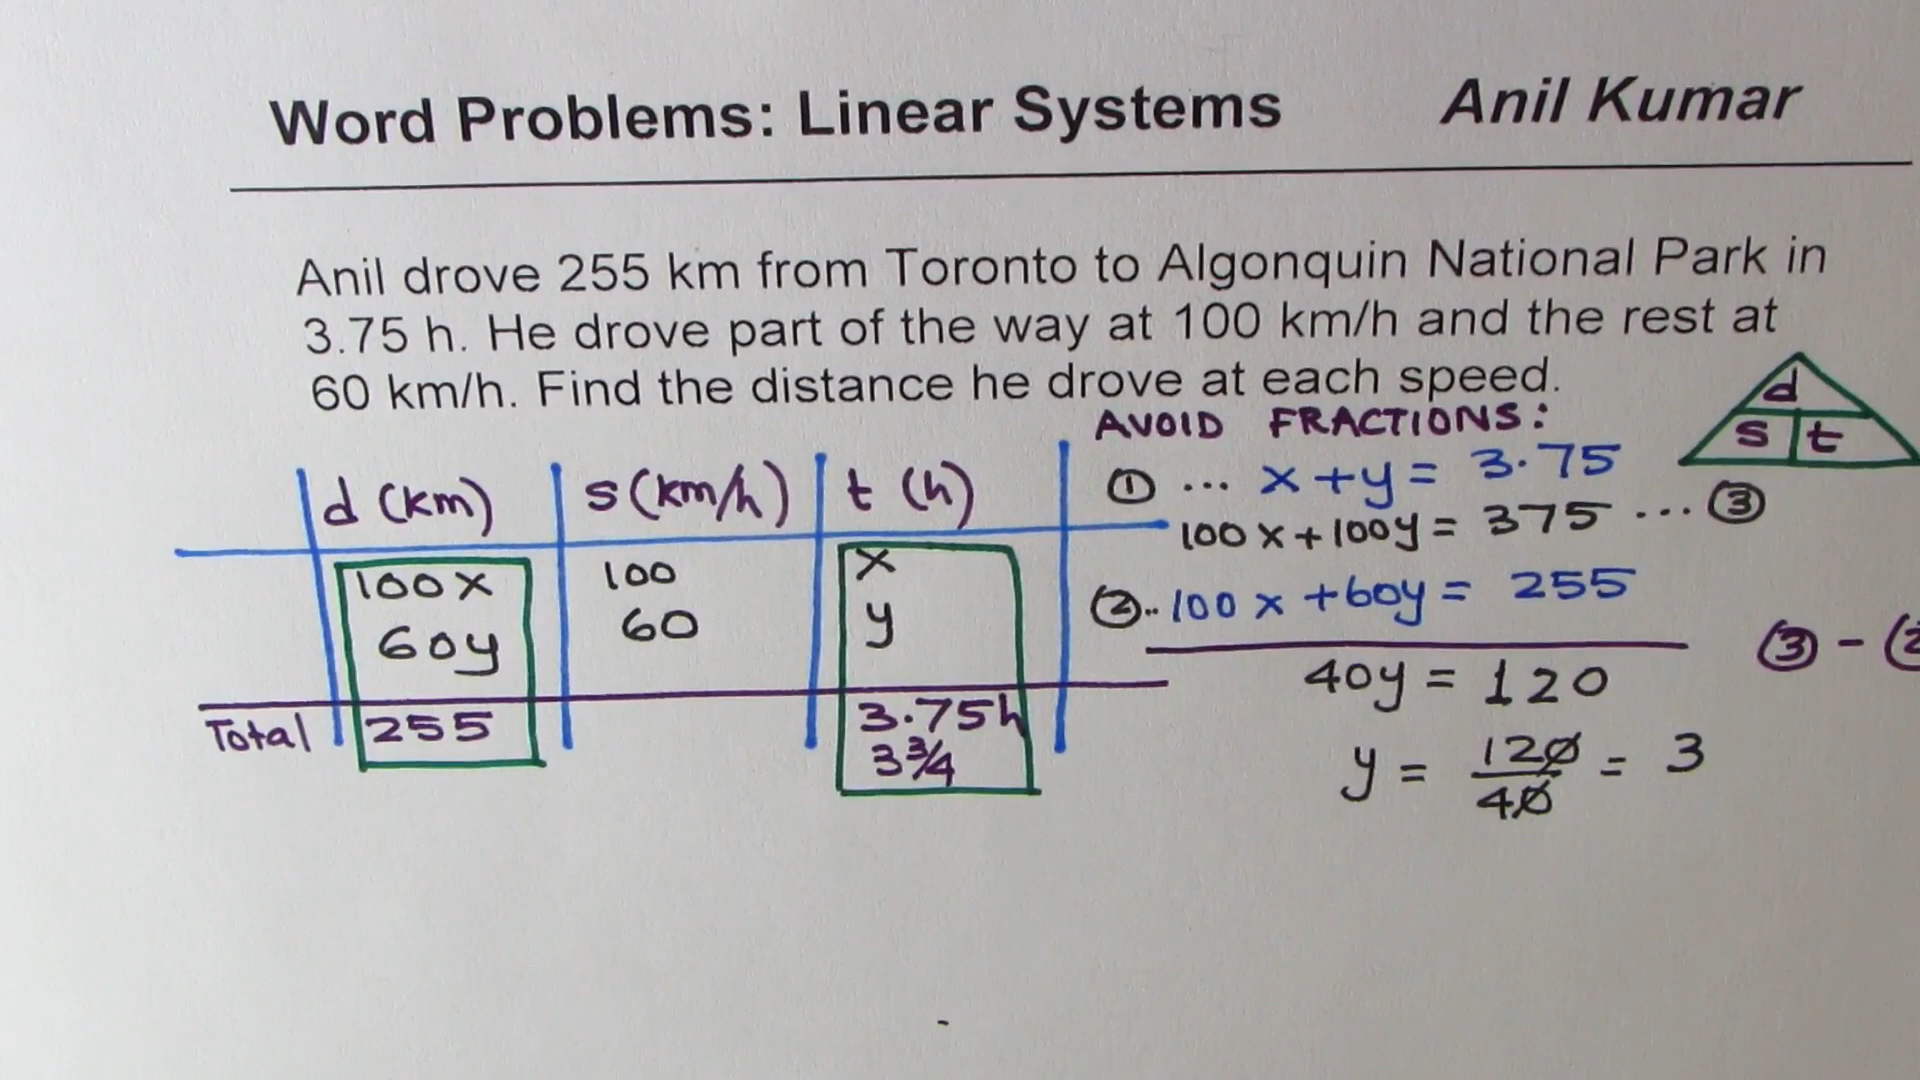 Word Problems: Linear Systems Anil Kumar
Anil drove 255 km from Toronto to Algonquin National Park in
3.75 h. He drove part of the way at 100 km/h and the rest at
60 km/h. Find the distance he drove at each speed.
d
s t
AVOID FRACTIONS:
d (km) s (km/h) t (h)
100x 100 x
60y 60 y
Total 255 3.75h
3 3/4
① ... x + y = 3.75
100x + 100y = 375 ... ③
② .. 100x + 60y = 255
③ - (2
40y = 120
y = 120/40 = 3